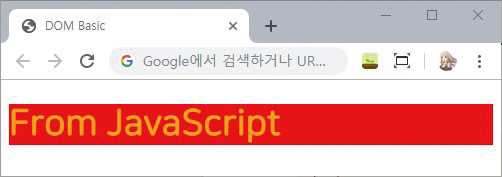 DOM Basic
Google에서 검색하거나 UR...
From JavaScript